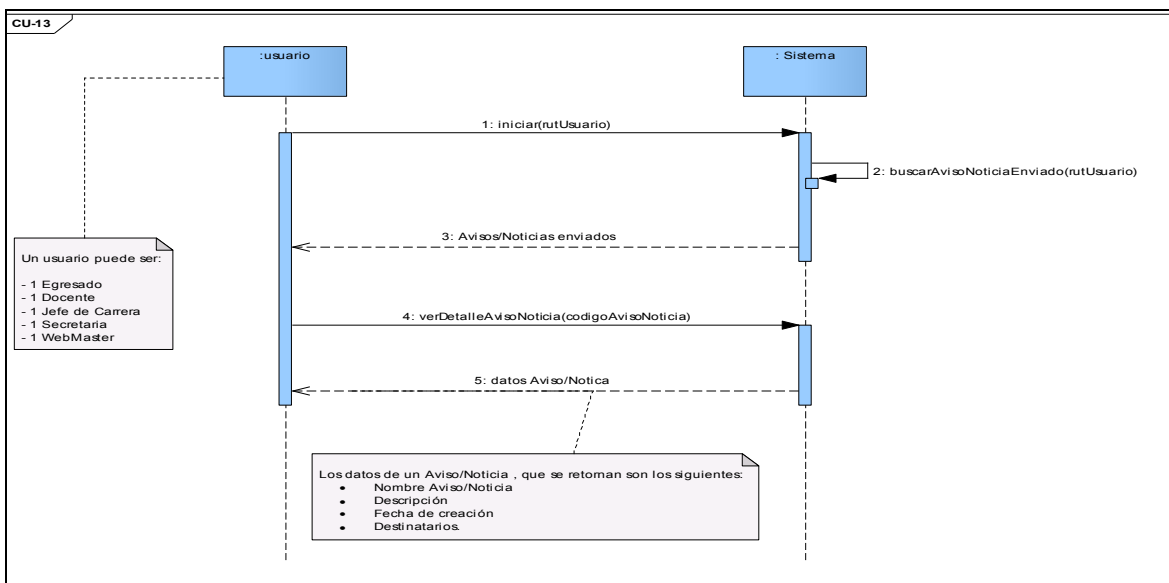 CU-13
:usuario
: Sistema
1: iniciar(rutUsuario)
2: buscarAvisoNoticiaEnviado(rutUsuario)
3: Avisos/Noticias enviados
Un usuario puede ser:
- 1 Egresado
- 1 Docente
- 1 Jefe de Carrera
- 1 Secretaria
- 1 WebMaster
4: verDetalleAvisoNoticia(codigoAvisoNoticia)
5: datos Aviso/Notica
Los datos de un Aviso/Noticia , que se retornan son los siguientes:
• Nombre Aviso/Noticia
• Descripción
• Fecha de creación
• Destinatarios.